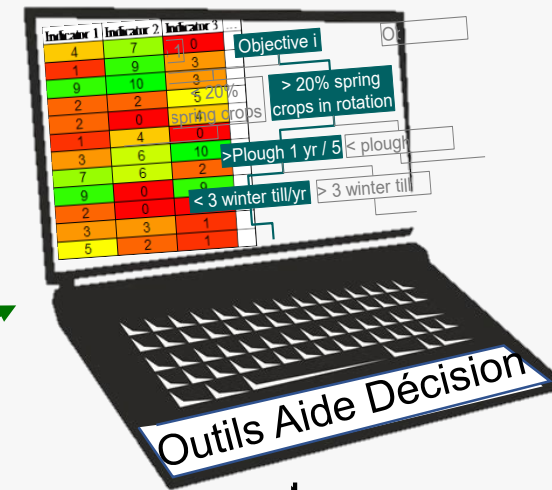 Indicator 1 Indicatur 2 Indicator 3 ...
4 7 0
1 9 3
9 10 3
2 2 5
2 0 4
1 4 0
3 6 10
7 6 2
9 0 9
2 0
3 3 1
5 2 1
Objective i
> 20% spring
crops in rotation
< 20%
spring crops
>Plough 1 yr / 5
< plough
< 3 winter till/yr
> 3 winter till
Outils Aide Décision